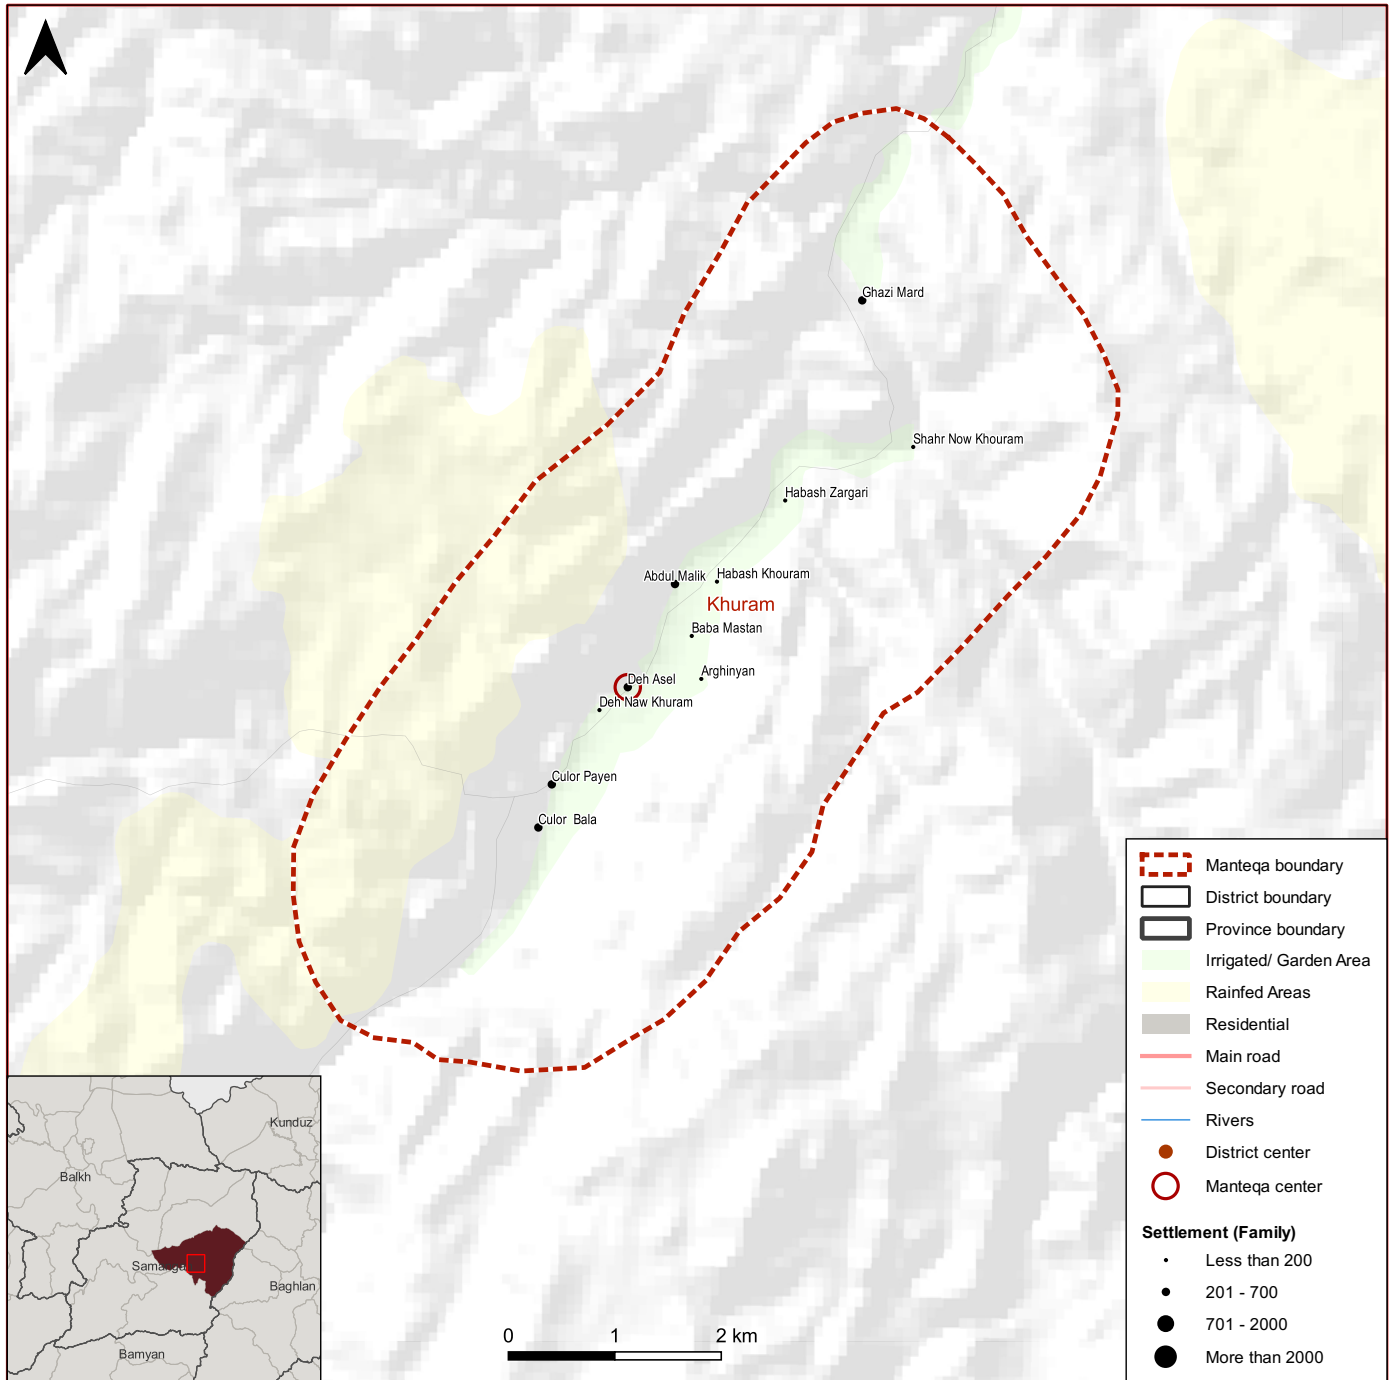 Ghazi Mard
Shahr Now Khouram
Habash Zargari
Abdul Malik
Habash Khouram
Khuram
Baba Mastan
Arghinyan
Deh Asel
Deh Naw Khuram
Culor Payen
Culor Bala
Manteqa boundary
District boundary
Province boundary
Irrigated/ Garden Area
Rainfed Areas
Residential
Main road
Secondary road
Rivers
District center
Manteqa center
Settlement (Family)
Less than 200
201 - 700
701 - 2000
More than 2000
Kunduz
Balkh
Samanga
Baghlan
Bamyan
0 1 2 km